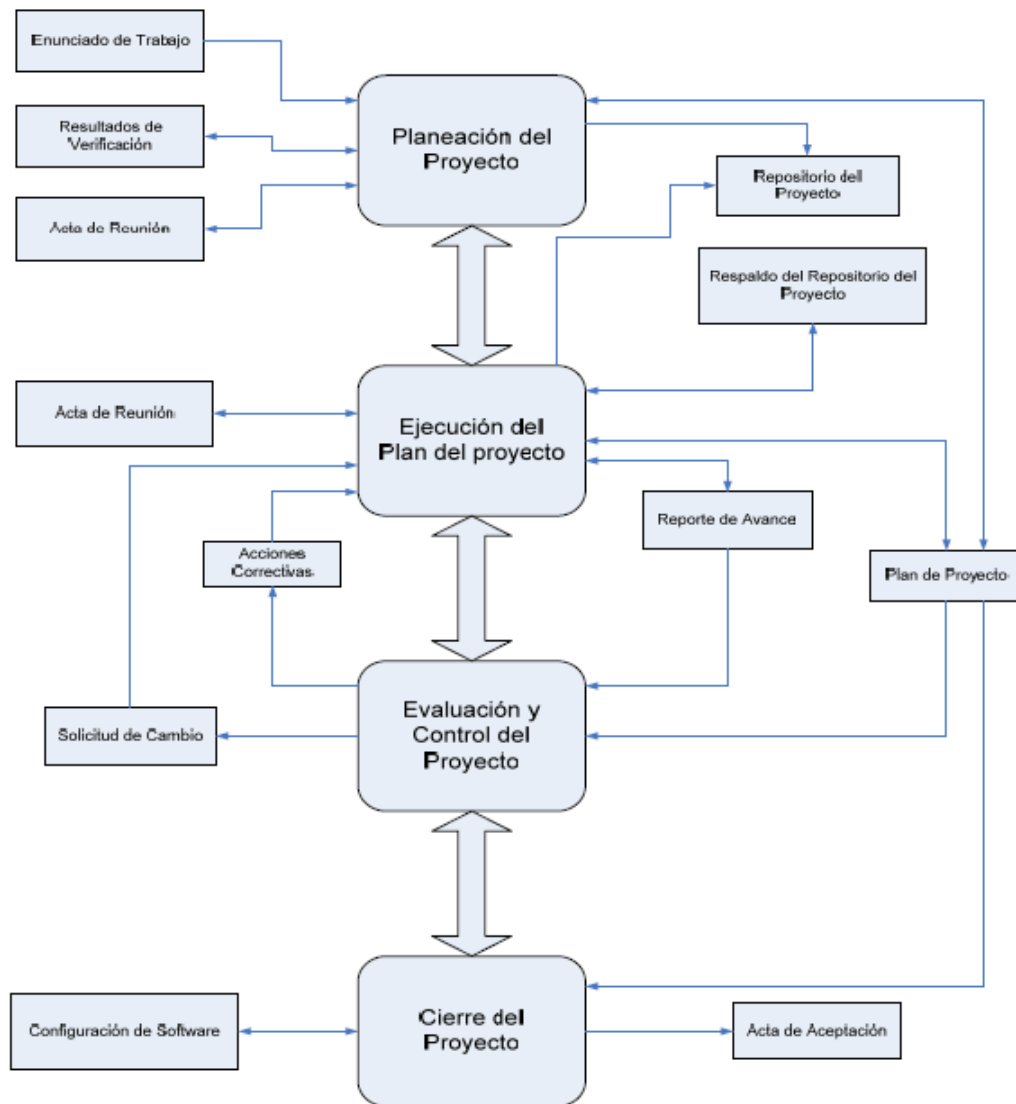 Enunciado de Trabajo
Resultados de
Verificación
Acta de Reunión
Planeación del
Proyecto
Repositorio del
Proyecto
Respaldo del Repositorio del
Proyecto
Acta de Reunión
Ejecución del
Plan del proyecto
Reporte de Avance
Acciones
Correctivas
Plan de Proyecto
Solicitud de Cambio
Evaluación y
Control del
Proyecto
Configuración de Software
Cierre del
Proyecto
Acta de Aceptación